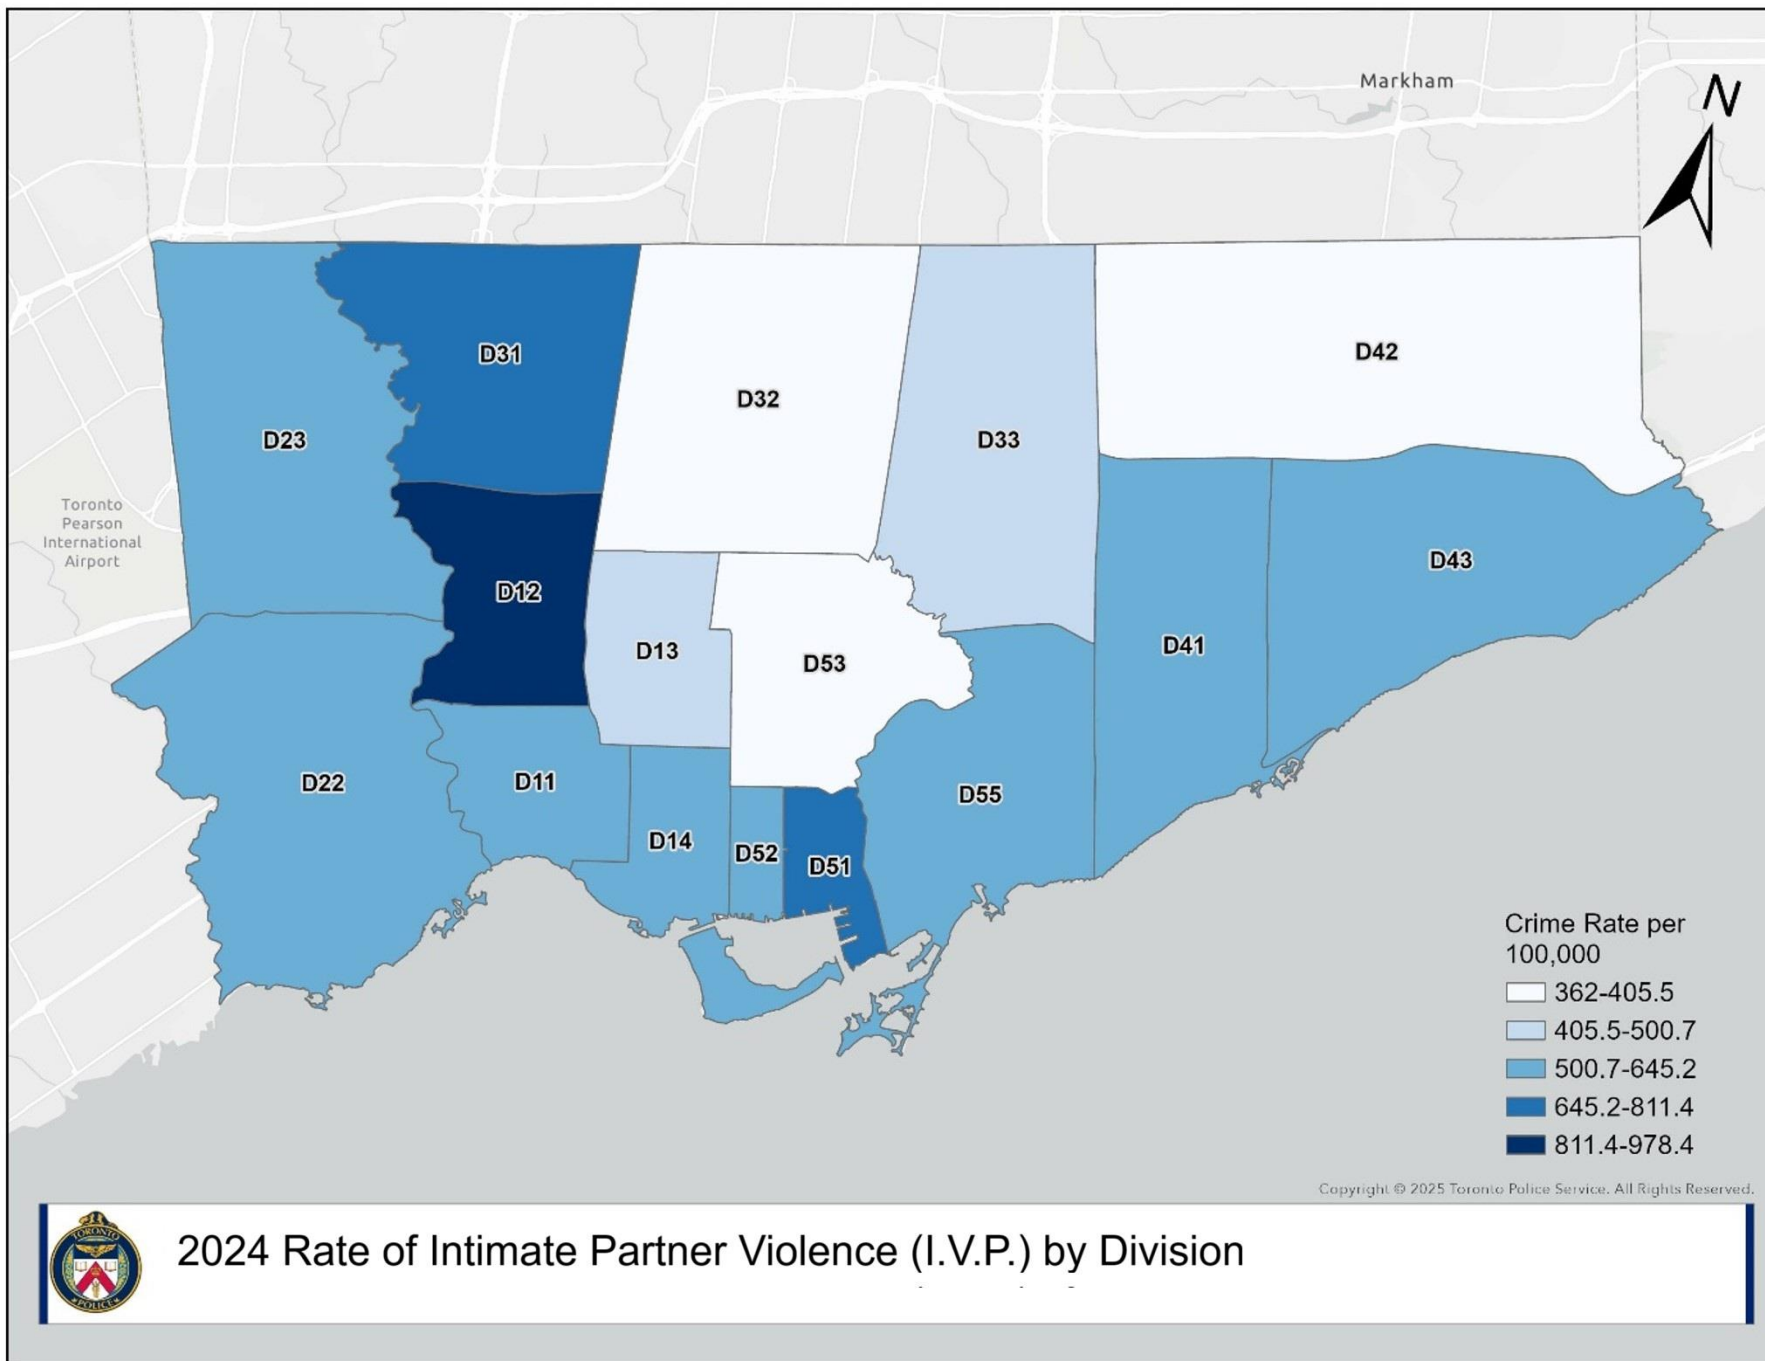 Markham
N
D31
D42
D32
D23
D33
Toronto
Pearson
International
Airport
D43
D12
D41
D13
D53
D22
D11
D55
D14
D52
D51
Crime Rate per
100,000
362-405.5
405.5-500.7
500.7-645.2
645.2-811.4
811.4-978.4
Copyright © 2025 Toronto Police Service. All Rights Reserved.
TORONTO
POLICE
2024 Rate of Intimate Partner Violence (I.V.P.) by Division